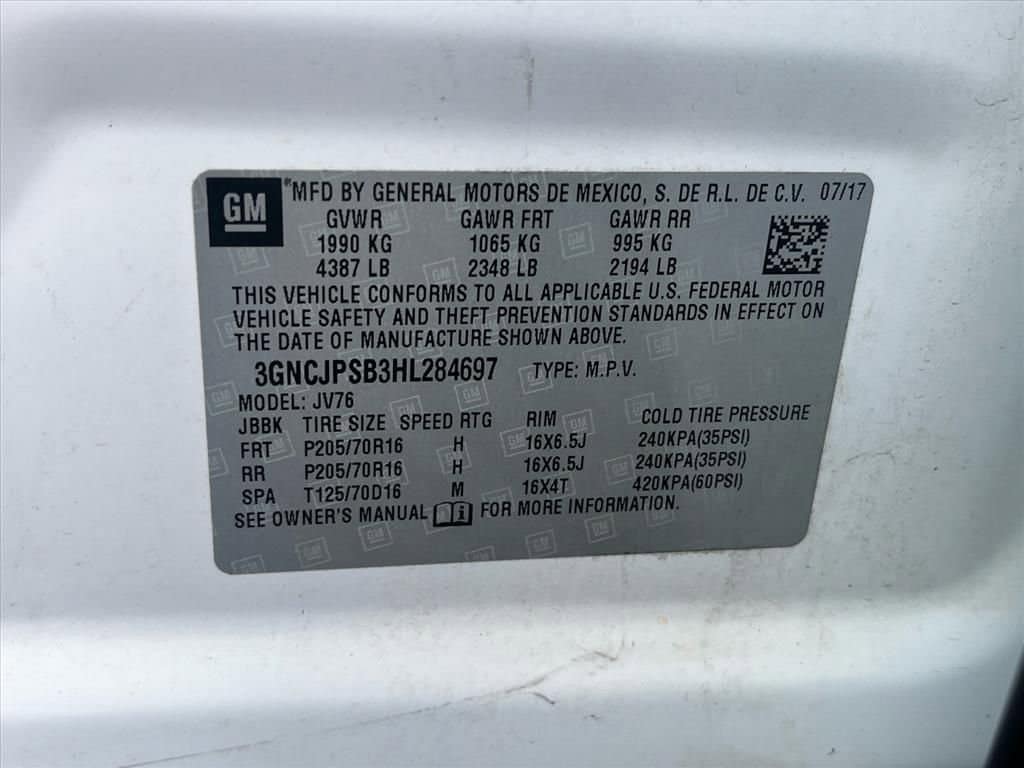 GM *MFD BY GENERAL MOTORS DE MEXICO, S. DE R.L. DE C.V. 07/17
GVWR GAWR FRT GAWR RR
1990 KG 1065 KG 995 KG
4387 LB 2348 LB 2194 LB
THIS VEHICLE CONFORMS TO ALL APPLICABLE U.S. FEDERAL MOTOR
VEHICLE SAFETY AND THEFT PREVENTION STANDARDS IN EFFECT ON
THE DATE OF MANUFACTURE SHOWN ABOVE.
3GNCJPSB3HL284697 TYPE: M.P.V.
MODEL: JV76
JBBK TIRE SIZE SPEED RTG RIM COLD TIRE PRESSURE
FRT P205/70R16 H 16X6.5J 240KPA(35PSI)
RR P205/70R16 H 16X6.5J 240KPA(35PSI)
SPA T125/70D16 M 16X4T 420KPA(60PSI)
SEE OWNER'S MANUAL i FOR MORE INFORMATION.